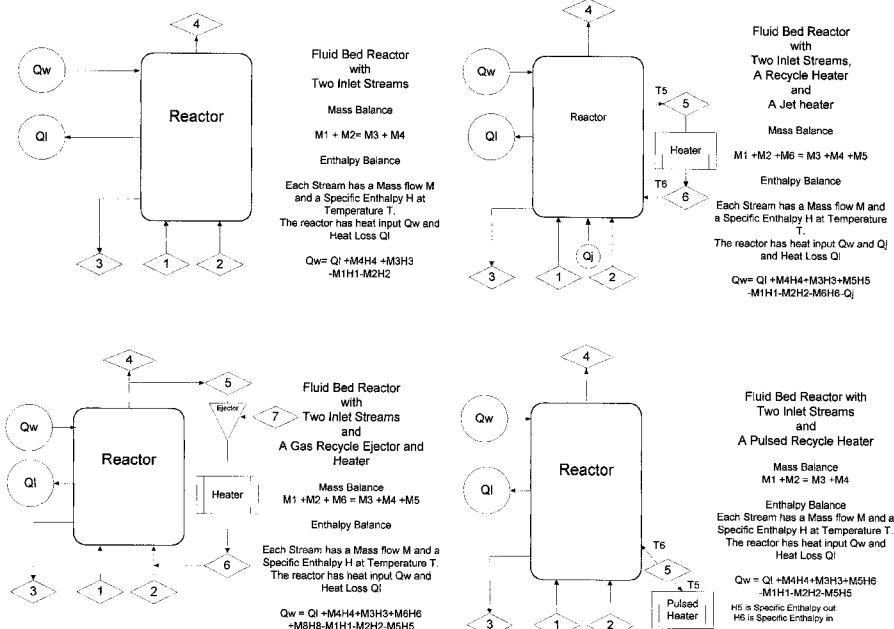 4
Qw
Ql
Reactor
3
1
2
Fluid Bed Reactor
with
Two Inlet Streams
Mass Balance
M1 + M2= M3 + M4
Enthalpy Balance
Each Stream has a Mass flow M
and a Specific Enthalpy H at
Temperature T.
The reactor has heat input Qw and
Heat Loss Ql
Qw= Ql +M4H4 +M3H3
-M1H1-M2H2
4
Qw
Ql
Reactor
T5
5
Heater
T6
6
3
1
Qj
2
Fluid Bed Reactor
with
Two Inlet Streams,
A Recycle Heater
and
A Jet heater
Mass Balance
M1 +M2 +M6 = M3 +M4 +M5
Enthalpy Balance
Each Stream has a Mass flow M and
a Specific Enthalpy H at Temperature
T.
The reactor has heat input Qw and Qj
and Heat Loss Ql
Qw= Ql +M4H4+M3H3+M5H5
-M1H1-M2H2-M6H6-Qj
4
5
Ejector
7
Qw
Ql
Reactor
Heater
6
3
1
2
Fluid Bed Reactor
with
Two Inlet Streams
and
A Gas Recycle Ejector and
Heater
Mass Balance
M1 +M2 + M6 = M3 +M4 +M5
Enthalpy Balance
Each Stream has a Mass flow M and a
Specific Enthalpy H at Temperature T.
The reactor has heat input Qw and
Heat Loss Ql
Qw = Ql +M4H4+M3H3+M6H6
+M8H8-M1H1-M2H2-M5H5
4
Qw
Ql
Reactor
T6
5
T5
Pulsed
Heater
3
1
2
Fluid Bed Reactor with
Two Inlet Streams
and
A Pulsed Recycle Heater
Mass Balance
M1 +M2 = M3 +M4
Enthalpy Balance
Each Stream has a Mass flow M and a
Specific Enthalpy H at Temperature T.
The reactor has heat input Qw and
Heat Loss Ql
Qw = Ql +M4H4+M3H3+M5H6
-M1H1-M2H2-M5H5
H5 is Specific Enthalpy out
H6 is Specific Enthalpy in